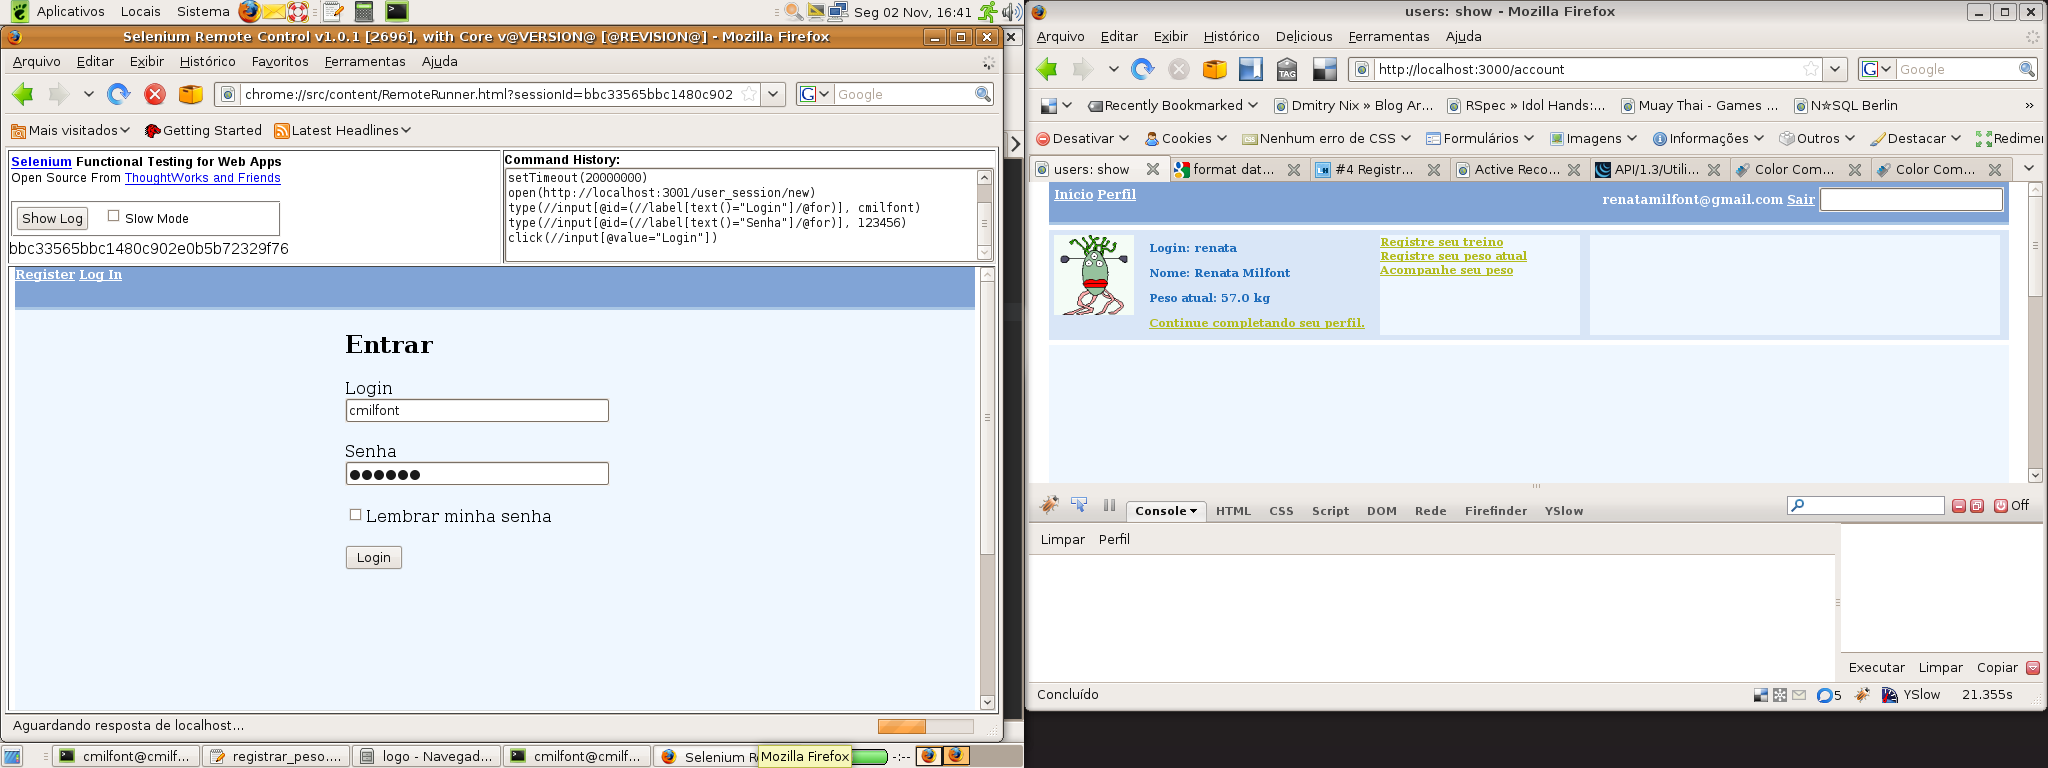 Aplicativos Locais Sistema Seg 02 Nov, 16:41
Selenium Remote Control v1.0.1 [2696], with Core v@VERSION@ [@REVISION@] - Mozilla Firefox
Arquivo Editar Exibir Histórico Favoritos Ferramentas Ajuda
chrome://src/content/RemoteRunner.html?sessionId=bbc33565bbc1480c902 Google
Mais visitados Getting Started Latest Headlines
Selenium Functional Testing for Web Apps
Open Source From ThoughtWorks and Friends
Show Log Slow Mode
bbc33565bbc1480c902e0b5b72329f76
Command History:
setTimeout(20000000)
open(http://localhost:3001/user_session/new)
type(//input[@id=(//label[text()="Login"]/@for)], cmilfont)
type(//input[@id=(//label[text()="Senha"]/@for)], 123456)
click(//input[@value="Login"])
Register Log In
Entrar
Login
cmilfont
Senha
●●●●●●
Lembrar minha senha
Login
Aguardando resposta de localhost...
cmilfont@cmilf... registrar_peso.... logo - Navegad... cmilfont@cmilf... Selenium R Mozilla Firefox -:--
users: show - Mozilla Firefox
Arquivo Editar Exibir Histórico Delicious Ferramentas Ajuda
TAG http://localhost:3000/account Google
Recently Bookmarked Dmitry Nix » Blog Ar... RSpec » Idol Hands:... Muay Thai - Games ... N☆SQL Berlin »
Desativar Cookies Nenhum erro de CSS Formulários Imagens Informações Outros Destacar Redimer
users: show format dat... #4 Registr... Active Reco... API/1.3/Utili... Color Com... Color Com...
Início Perfil renatamilfont@gmail.com Sair
Login: renata
Nome: Renata Milfont
Peso atual: 57.0 kg
Continue completando seu perfil.
Registre seu treino
Registre seu peso atual
Acompanhe seu peso
Console HTML CSS Script DOM Rede Firefinder YSlow Off
Limpar Perfil
Executar Limpar Copiar
Concluído 5 YSlow 21.355s